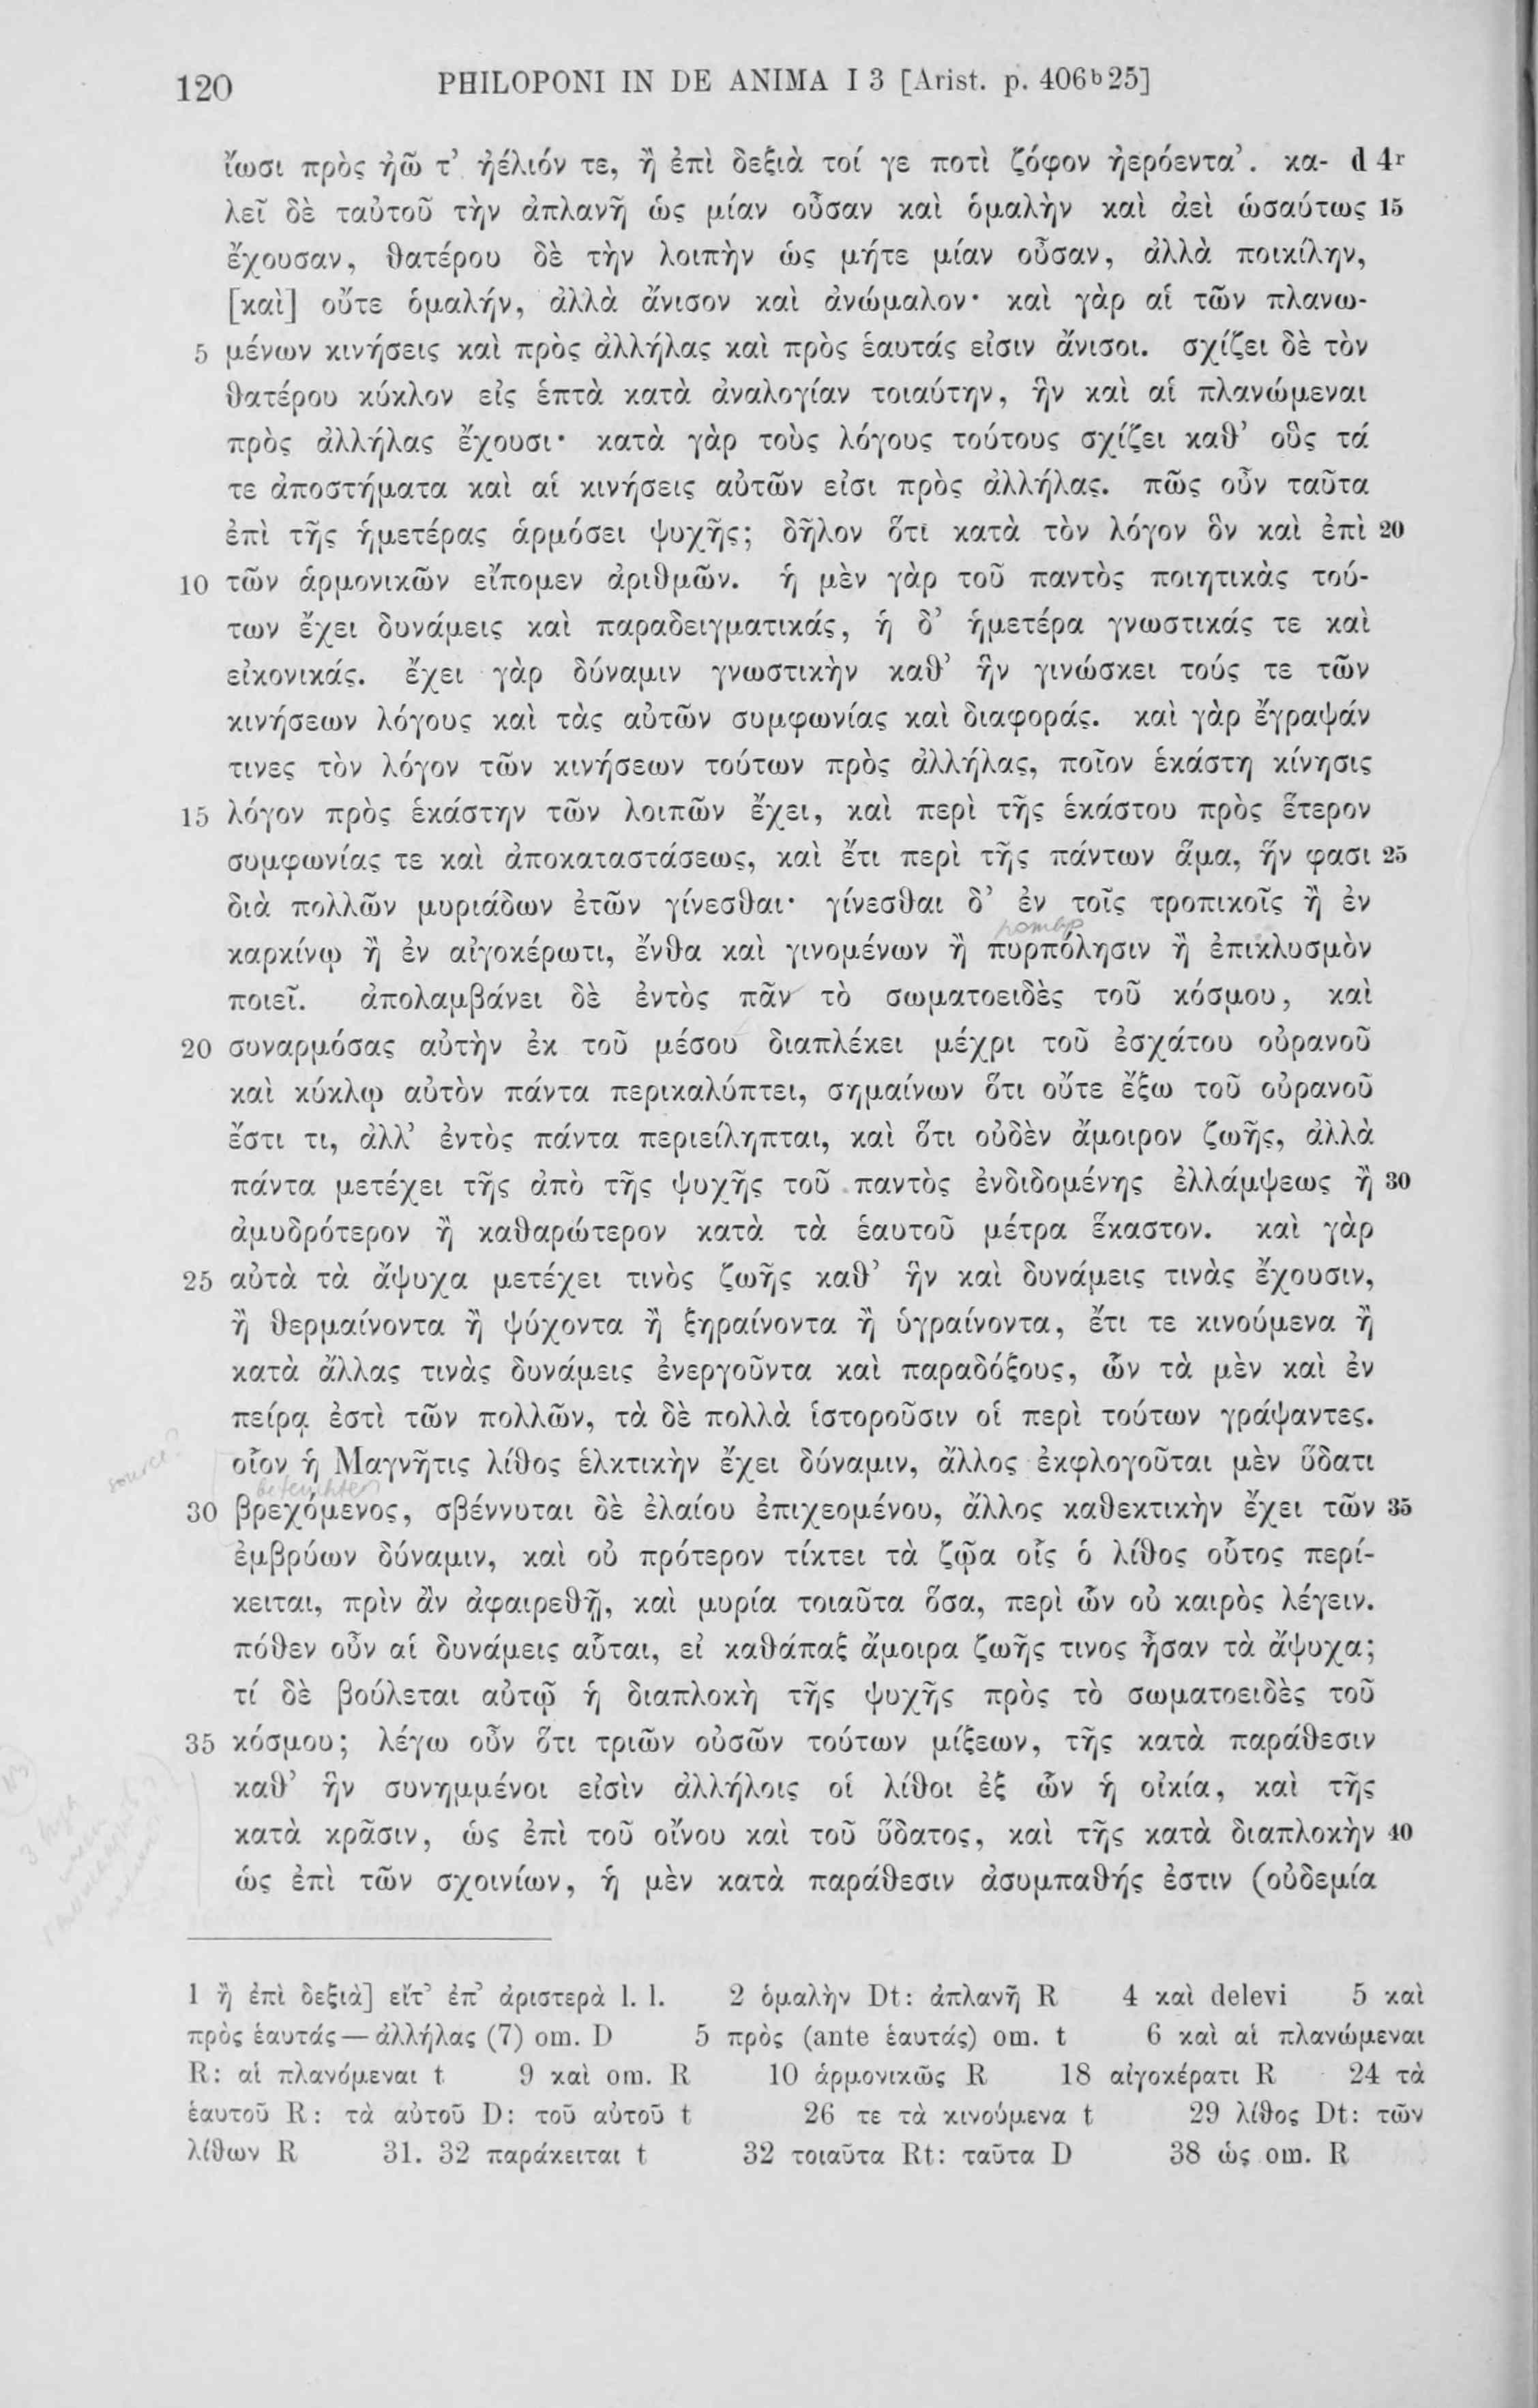 120 PHILOPONI IN DE ANIMA I 3 [Arist. p. 406b25]
ἴωσι πρὸς ἠῶ τ’ ἠέλιόν τε, ἢ ἐπὶ δεξιὰ τοί γε ποτὶ ζόφον ἠερόεντα’. κα- d 4r
λεῖ δὲ ταὐτοῦ τὴν ἀπλανῆ ὡς μίαν οὖσαν καὶ ὁμαλὴν καὶ ἀεὶ ὡσαύτως 15
ἔχουσαν, θατέρου δὲ τὴν λοιπὴν ὡς μήτε μίαν οὖσαν, ἀλλὰ ποικίλην,
[καὶ] οὔτε ὁμαλήν, ἀλλὰ ἄνισον καὶ ἀνώμαλον· καὶ γὰρ αἱ τῶν πλανω-
5 μένων κινήσεις καὶ πρὸς ἀλλήλας καὶ πρὸς ἑαυτάς εἰσιν ἄνισοι. σχίζει δὲ τὸν
θατέρου κύκλον εἰς ἑπτὰ κατὰ ἀναλογίαν τοιαύτην, ἣν καὶ αἱ πλανώμεναι
πρὸς ἀλλήλας ἔχουσι· κατὰ γὰρ τοὺς λόγους τούτους σχίζει καθ’ οὓς τά
τε ἀποστήματα καὶ αἱ κινήσεις αὐτῶν εἰσι πρὸς ἀλλήλας. πῶς οὖν ταῦτα
ἐπὶ τῆς ἡμετέρας ἁρμόσει ψυχῆς; δῆλον ὅτι κατὰ τὸν λόγον ὃν καὶ ἐπὶ 20
10 τῶν ἁρμονικῶν εἴπομεν ἀριθμῶν. ἡ μὲν γὰρ τοῦ παντὸς ποιητικὰς τού-
των ἔχει δυνάμεις καὶ παραδειγματικάς, ἡ δ’ ἡμετέρα γνωστικάς τε καὶ
εἰκονικάς. ἔχει γὰρ δύναμιν γνωστικὴν καθ’ ἣν γινώσκει τούς τε τῶν
κινήσεων λόγους καὶ τὰς αὐτῶν συμφωνίας καὶ διαφοράς. καὶ γὰρ ἔγραψάν
τινες τὸν λόγον τῶν κινήσεων τούτων πρὸς ἀλλήλας, ποῖον ἑκάστη κίνησις
15 λόγον πρὸς ἑκάστην τῶν λοιπῶν ἔχει, καὶ περὶ τῆς ἑκάστου πρὸς ἕτερον
συμφωνίας τε καὶ ἀποκαταστάσεως, καὶ ἔτι περὶ τῆς πάντων ἅμα, ἥν φασι 25
διὰ πολλῶν μυριάδων ἐτῶν γίνεσθαι· γίνεσθαι δ’ ἐν τοῖς τροπικοῖς ἢ ἐν
καρκίνῳ ἢ ἐν αἰγοκέρωτι, ἔνθα καὶ γινομένων ἢ πυρπόλησιν ἢ ἐπικλυσμὸν
ποιεῖ. ἀπολαμβάνει δὲ ἐντὸς πᾶν τὸ σωματοειδὲς τοῦ κόσμου, καὶ
20 συναρμόσας αὐτὴν ἐκ τοῦ μέσου διαπλέκει μέχρι τοῦ ἐσχάτου οὐρανοῦ
καὶ κύκλῳ αὐτὸν πάντα περικαλύπτει, σημαίνων ὅτι οὔτε ἔξω τοῦ οὐρανοῦ
ἔστι τι, ἀλλ’ ἐντὸς πάντα περιείληπται, καὶ ὅτι οὐδὲν ἄμοιρον ζωῆς, ἀλλὰ
πάντα μετέχει τῆς ἀπὸ τῆς ψυχῆς τοῦ παντὸς ἐνδιδομένης ἐλλάμψεως ἢ 30
ἀμυδρότερον ἢ καθαρώτερον κατὰ τὰ ἑαυτοῦ μέτρα ἕκαστον. καὶ γὰρ
25 αὐτὰ τὰ ἄψυχα μετέχει τινὸς ζωῆς καθ’ ἣν καὶ δυνάμεις τινὰς ἔχουσιν,
ἢ θερμαίνοντα ἢ ψύχοντα ἢ ξηραίνοντα ἢ ὑγραίνοντα, ἔτι τε κινούμενα ἢ
κατὰ ἄλλας τινὰς δυνάμεις ἐνεργοῦντα καὶ παραδόξους, ὧν τὰ μὲν καὶ ἐν
πείρᾳ ἐστὶ τῶν πολλῶν, τὰ δὲ πολλὰ ἱστοροῦσιν οἱ περὶ τούτων γράψαντες.
source?
οἷον ἡ Μαγνῆτις λίθος ἑλκτικὴν ἔχει δύναμιν, ἄλλος ἐκφλογοῦται μὲν ὕδατι
30 βρεχόμενος, σβέννυται δὲ ἐλαίου ἐπιχεομένου, ἄλλος καθεκτικὴν ἔχει τῶν 35
ἐμβρύων δύναμιν, καὶ οὐ πρότερον τίκτει τὰ ζῷα οἷς ὁ λίθος οὗτος περί-
κειται, πρὶν ἂν ἀφαιρεθῇ, καὶ μυρία τοιαῦτα ὅσα, περὶ ὧν οὐ καιρὸς λέγειν.
πόθεν οὖν αἱ δυνάμεις αὗται, εἰ καθάπαξ ἄμοιρα ζωῆς τινος ἦσαν τὰ ἄψυχα;
τί δὲ βούλεται αὐτῷ ἡ διαπλοκὴ τῆς ψυχῆς πρὸς τὸ σωματοειδὲς τοῦ
35 κόσμου; λέγω οὖν ὅτι τριῶν οὐσῶν τούτων μίξεων, τῆς κατὰ παράθεσιν
καθ’ ἣν συνημμένοι εἰσὶν ἀλλήλοις οἱ λίθοι ἐξ ὧν ἡ οἰκία, καὶ τῆς
κατὰ κρᾶσιν, ὡς ἐπὶ τοῦ οἴνου καὶ τοῦ ὕδατος, καὶ τῆς κατὰ διαπλοκὴν 40
ὡς ἐπὶ τῶν σχοινίων, ἡ μὲν κατὰ παράθεσιν ἀσυμπαθής ἐστιν (οὐδεμία
1 ἢ ἐπὶ δεξιὰ] εἴτ’ ἐπ’ ἀριστερὰ l. l. 2 ὁμαλὴν Dt: ἀπλανῆ R 4 καὶ delevi 5 καὶ
πρὸς ἑαυτάς — ἀλλήλας (7) om. D 5 πρὸς (ante ἑαυτάς) om. t 6 καὶ αἱ πλανώμεναι
R: αἱ πλανόμεναι t 9 καὶ om. R 10 ἁρμονικῶς R 18 αἰγοκέρατι R 24 τὰ
ἑαυτοῦ R: τὰ αὐτοῦ D: τοῦ αὐτοῦ t 26 τε τὰ κινούμενα t 29 λίθος Dt: τῶν
λίθων R 31. 32 παράκειται t 32 τοιαῦτα Rt: ταῦτα D 38 ὡς om. R